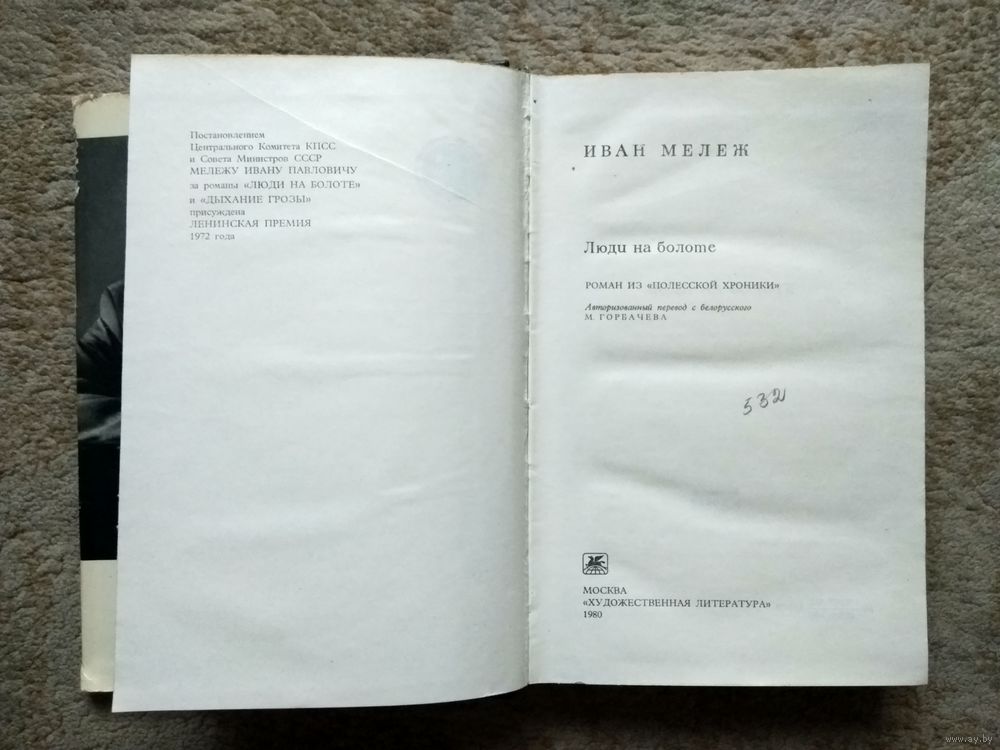 Постановлением
Центрального Комитета КПСС
и Совета Министров СССР
МЕЛЕЖУ ИВАНУ ПАВЛОВИЧУ
за романы «ЛЮДИ НА БОЛОТЕ»
и «ДЫХАНИЕ ГРОЗЫ»
присуждена
ЛЕНИНСКАЯ ПРЕМИЯ
1972 года
ИВАН МЕЛЕЖ
Люди на болоте
РОМАН ИЗ «ПОЛЕССКОЙ ХРОНИКИ»
Авторизованный перевод с белорусского
М. ГОРБАЧЕВА
532
МОСКВА
«ХУДОЖЕСТВЕННАЯ ЛИТЕРАТУРА»
1980
www.ay.by